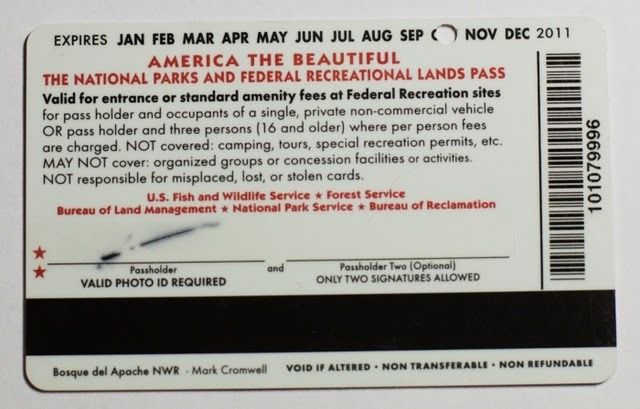 EXPIRES JAN FEB MAR APR MAY JUN JUL AUG SEP NOV DEC 2011
AMERICA THE BEAUTIFUL
THE NATIONAL PARKS AND FEDERAL RECREATIONAL LANDS PASS
Valid for entrance or standard amenity fees at Federal Recreation sites
for pass holder and occupants of a single, private non-commercial vehicle
OR pass holder and three persons (16 and older) where per person fees
are charged. NOT covered: camping, tours, special recreation permits, etc.
MAY NOT cover: organized groups or concession facilities or activities.
NOT responsible for misplaced, lost, or stolen cards.
U.S. Fish and Wildlife Service ★ Forest Service
Bureau of Land Management ★ National Park Service ★ Bureau of Reclamation
★
★
Passholder and Passholder Two (Optional)
VALID PHOTO ID REQUIRED ONLY TWO SIGNATURES ALLOWED
Bosque del Apache NWR - Mark Cromwell VOID IF ALTERED • NON TRANSFERABLE • NON REFUNDABLE
101079996